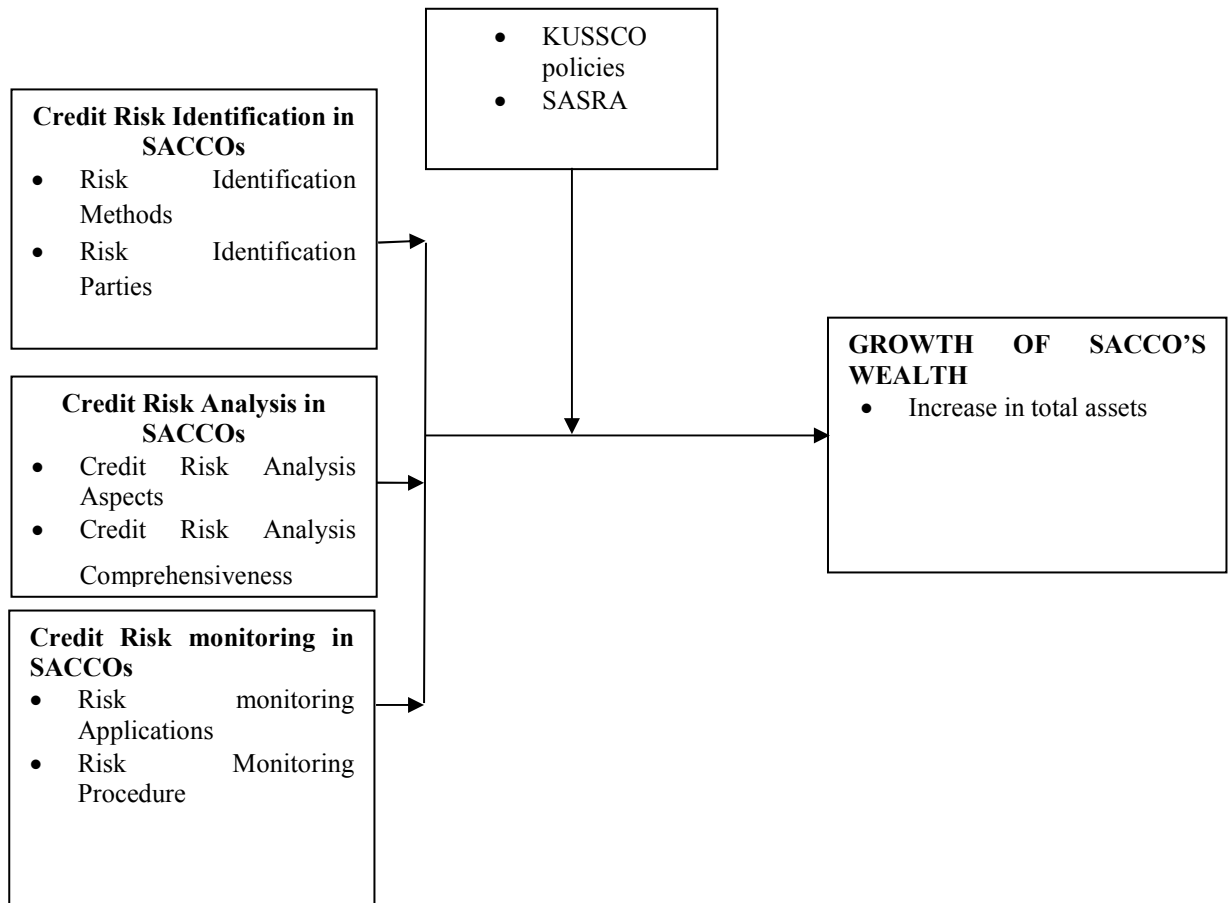 • KUSSCO
policies
• SASRA
Credit Risk Identification in
SACCOs
• Risk Identification
Methods
• Risk Identification
Parties
Credit Risk Analysis in
SACCOs
• Credit Risk Analysis
Aspects
• Credit Risk Analysis
Comprehensiveness
Credit Risk monitoring in
SACCOs
• Risk monitoring
Applications
• Risk Monitoring
Procedure
GROWTH OF SACCO’S
WEALTH
• Increase in total assets